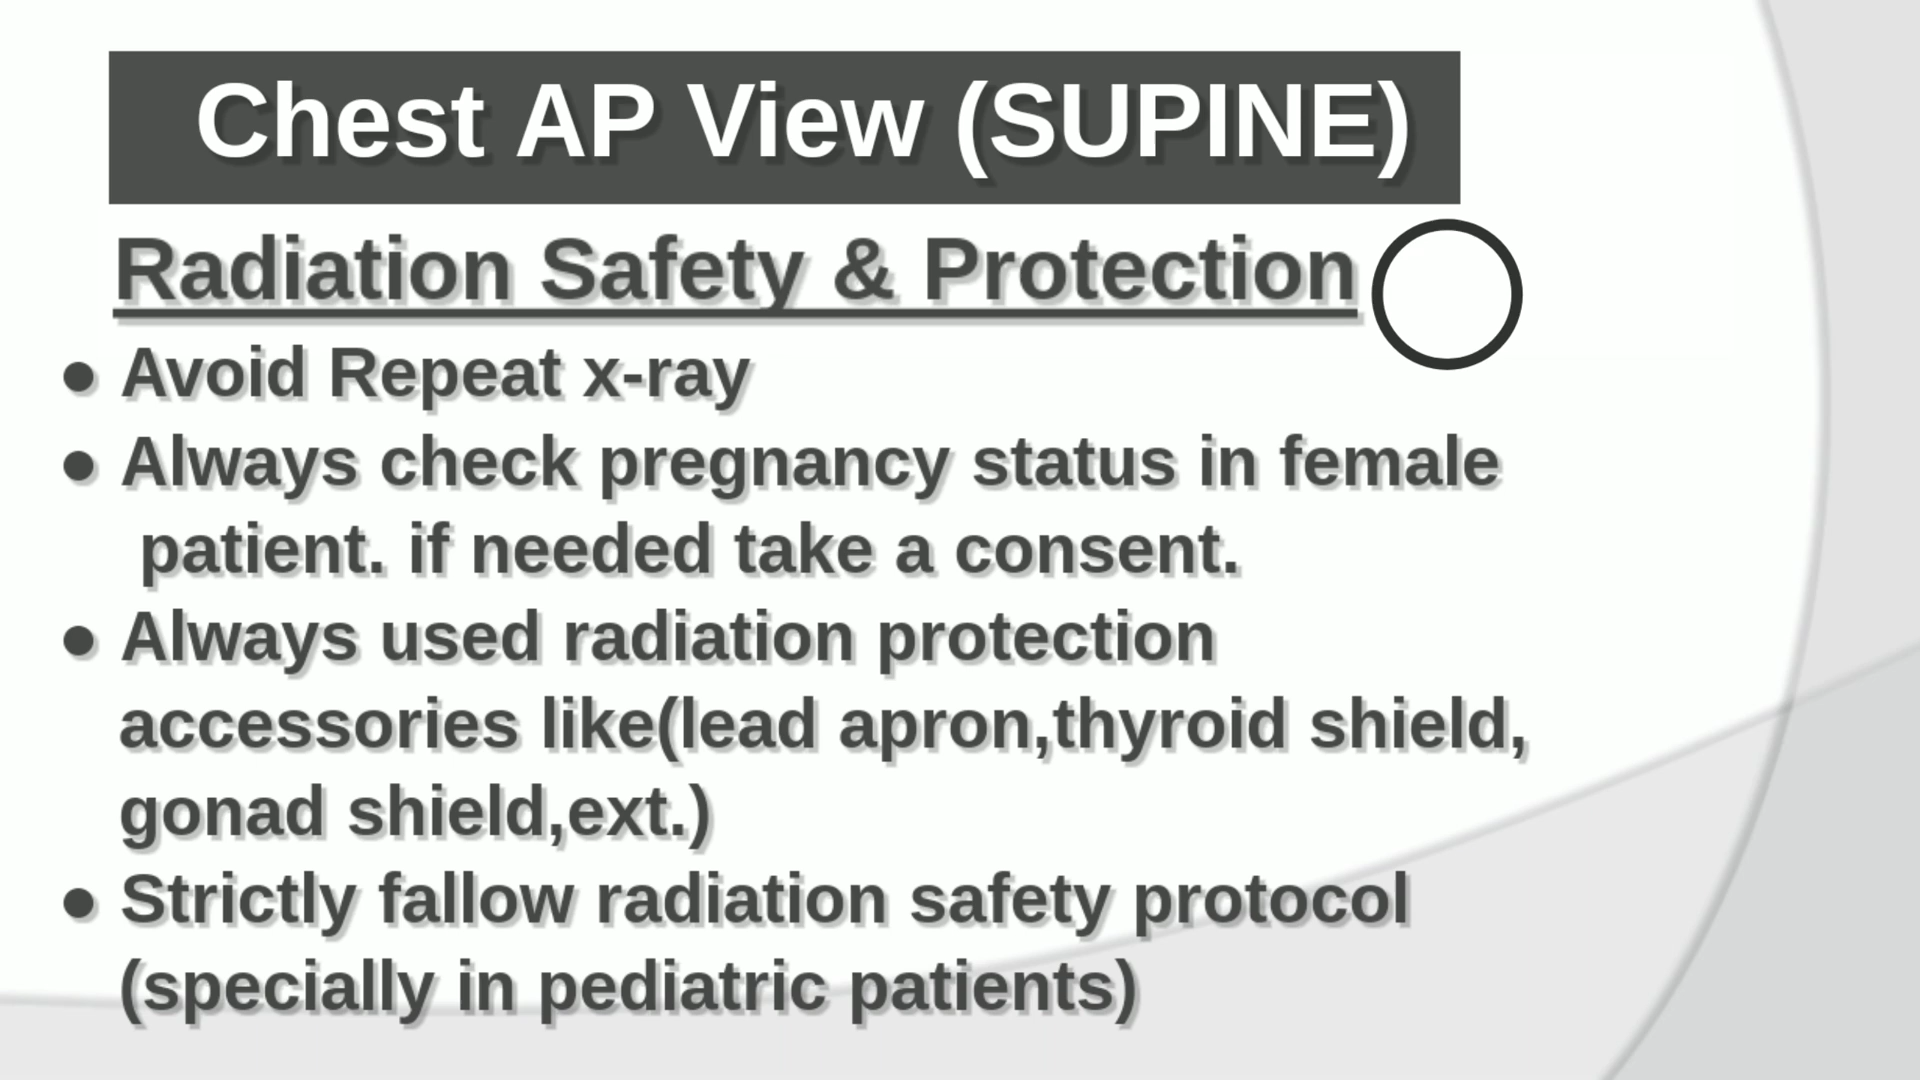 Chest AP View (SUPINE)
Radiation Safety & Protection
● Avoid Repeat x-ray
● Always check pregnancy status in female
patient. if needed take a consent.
● Always used radiation protection
accessories like(lead apron,thyroid shield,
gonad shield,ext.)
● Strictly fallow radiation safety protocol
(specially in pediatric patients)